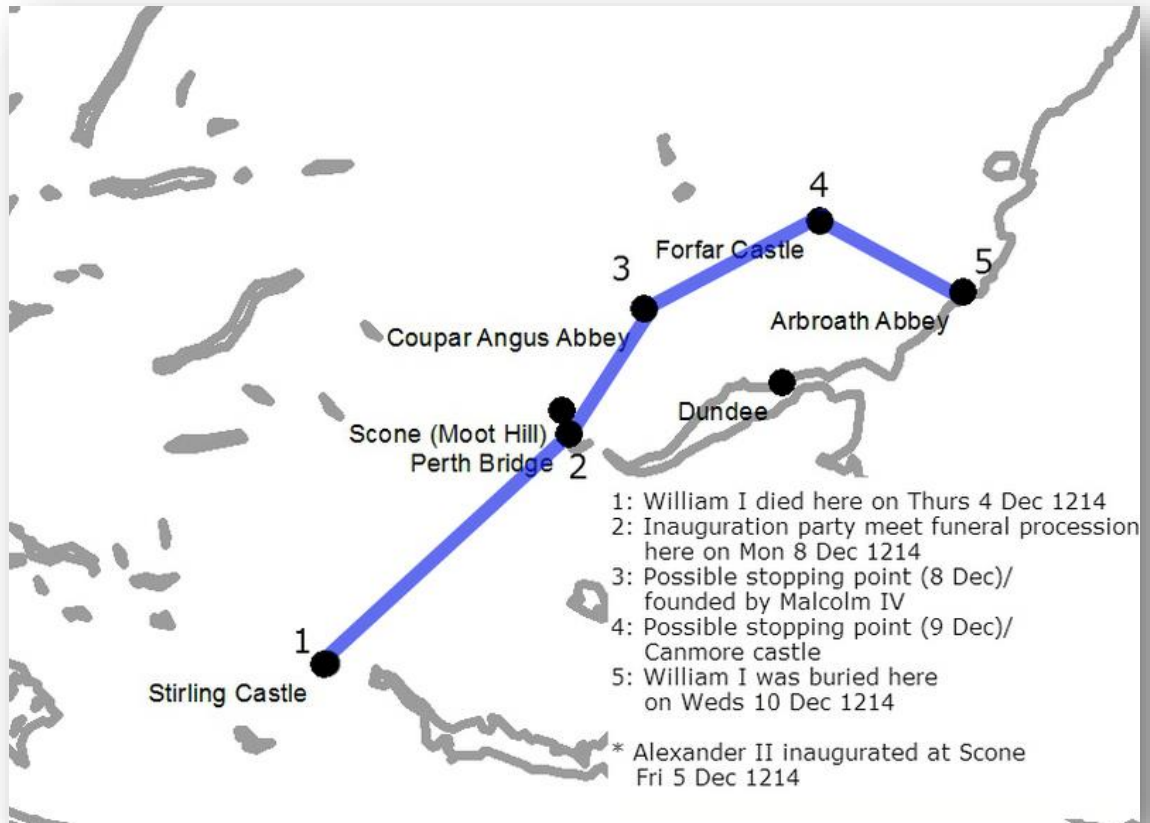 4
Forfar Castle
3
5
Arbroath Abbey
Coupar Angus Abbey
Dundee
Scone (Moot Hill)
Perth Bridge
2
1
Stirling Castle
1: William I died here on Thurs 4 Dec 1214
2: Inauguration party meet funeral procession
here on Mon 8 Dec 1214
3: Possible stopping point (8 Dec)/
founded by Malcolm IV
4: Possible stopping point (9 Dec)/
Canmore castle
5: William I was buried here
on Weds 10 Dec 1214
* Alexander II inaugurated at Scone
Fri 5 Dec 1214